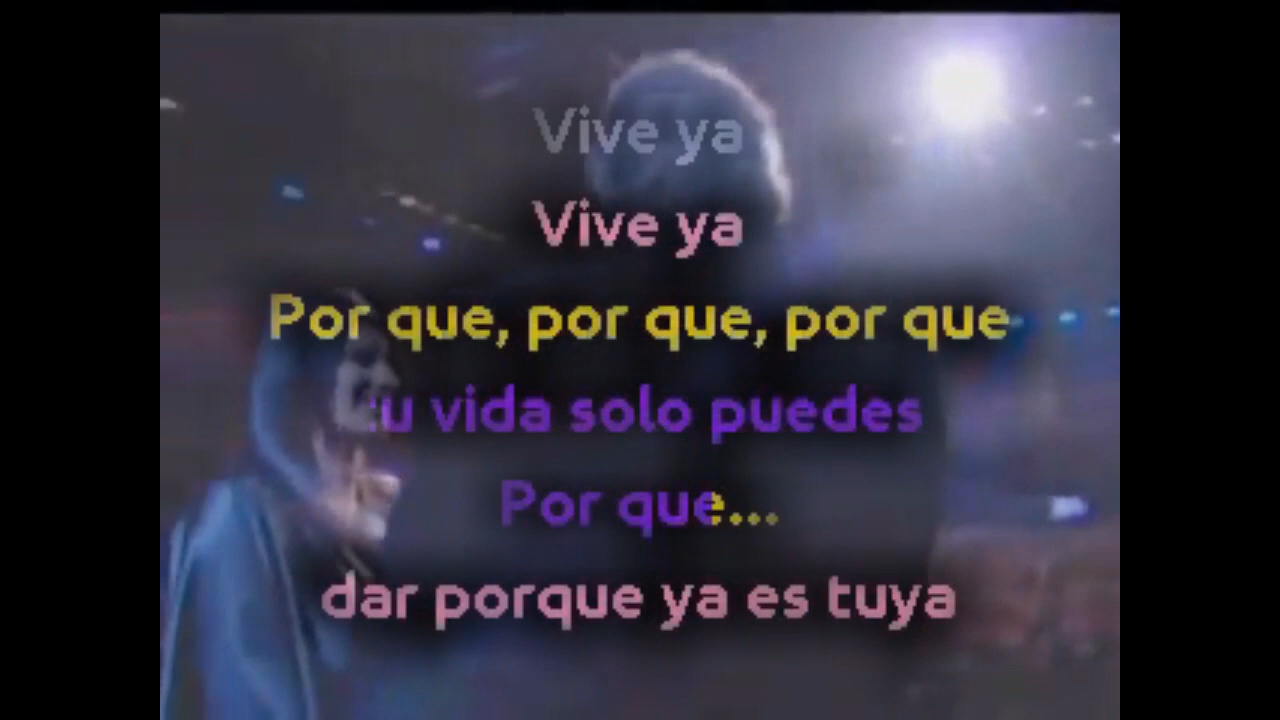 Vive ya
Vive ya
Por que, por que, por que
tu vida solo puedes
Por que...
dar porque ya es tuya